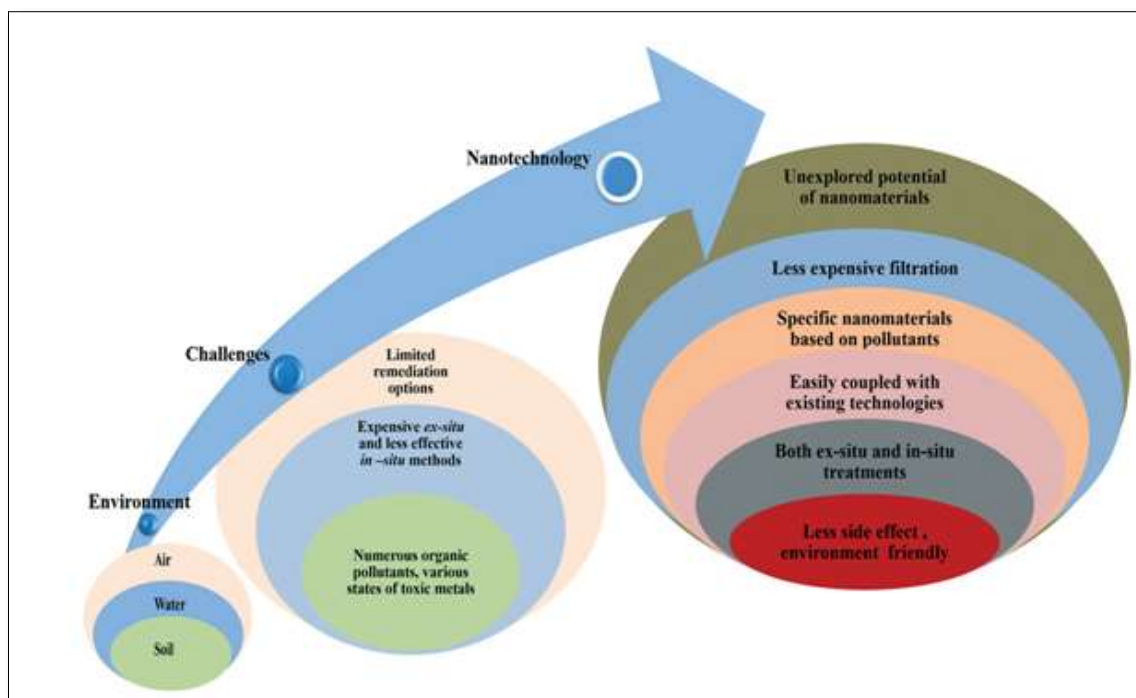 Environment
Air
Water
Soil
Challenges
Limited
remediation
options
Expensive ex-situ
and less effective
in –situ methods
Numerous organic
pollutants, various
states of toxic metals
Nanotechnology
Unexplored potential
of nanomaterials
Less expensive filtration
Specific nanomaterials
based on pollutants
Easily coupled with
existing technologies
Both ex-situ and in-situ
treatments
Less side effect ,
environment friendly